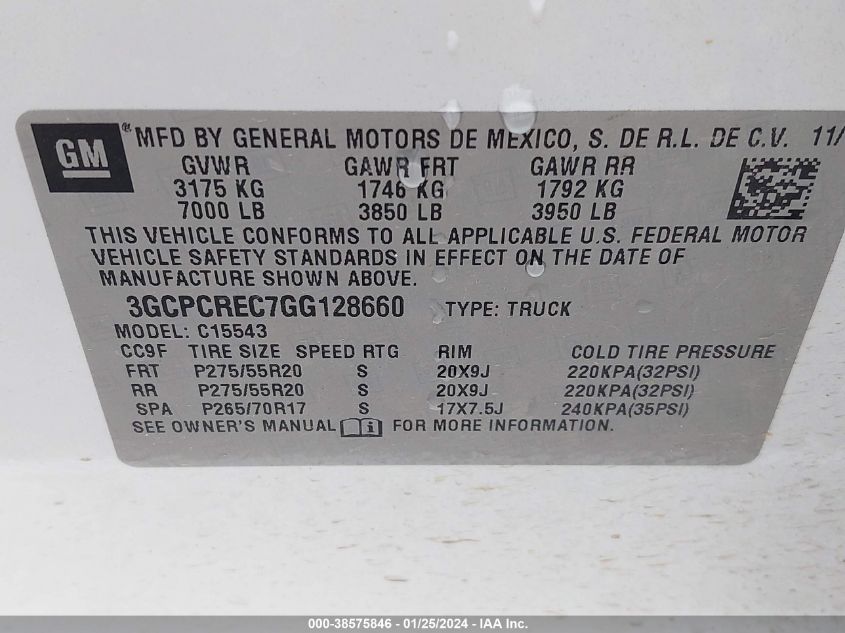 GM ® MFD BY GENERAL MOTORS DE MEXICO, S. DE R.L. DE C.V. 11/
GVWR GAWR FRT GAWR RR
3175 KG 1746 KG 1792 KG
7000 LB 3850 LB 3950 LB
THIS VEHICLE CONFORMS TO ALL APPLICABLE U.S. FEDERAL MOTOR
VEHICLE SAFETY STANDARDS IN EFFECT ON THE DATE OF
MANUFACTURE SHOWN ABOVE.
3GCPCREC7GG128660 TYPE: TRUCK
MODEL: C15543
CC9F TIRE SIZE SPEED RTG RIM COLD TIRE PRESSURE
FRT P275/55R20 S 20X9J 220KPA(32PSI)
RR P275/55R20 S 20X9J 220KPA(32PSI)
SPA P265/70R17 S 17X7.5J 240KPA(35PSI)
SEE OWNER'S MANUAL i FOR MORE INFORMATION.
000-38575846 - 01/25/2024 - IAA Inc.